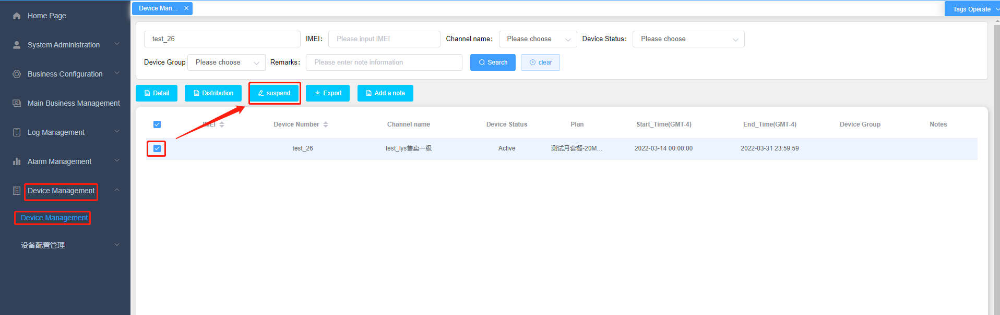 Home Page
System Administration
Business Configuration
Main Business Management
Log Management
Alarm Management
Device Management
Device Management
设备配置管理
Device Man...
Tags Operate
test_26 IMEI: Please input IMEI Channel name: Please choose Device Status: Please choose
Device Group Please choose Remarks: Please enter note information Search clear
Detail Distribution suspend Export Add a note
IMEI Device Number Channel name Device Status Plan Start_Time(GMT-4) End_Time(GMT-4) Device Group Notes
test_26 test_lys售卖一级 Active 测试月套餐-20M... 2022-03-14 00:00:00 2022-03-31 23:59:59